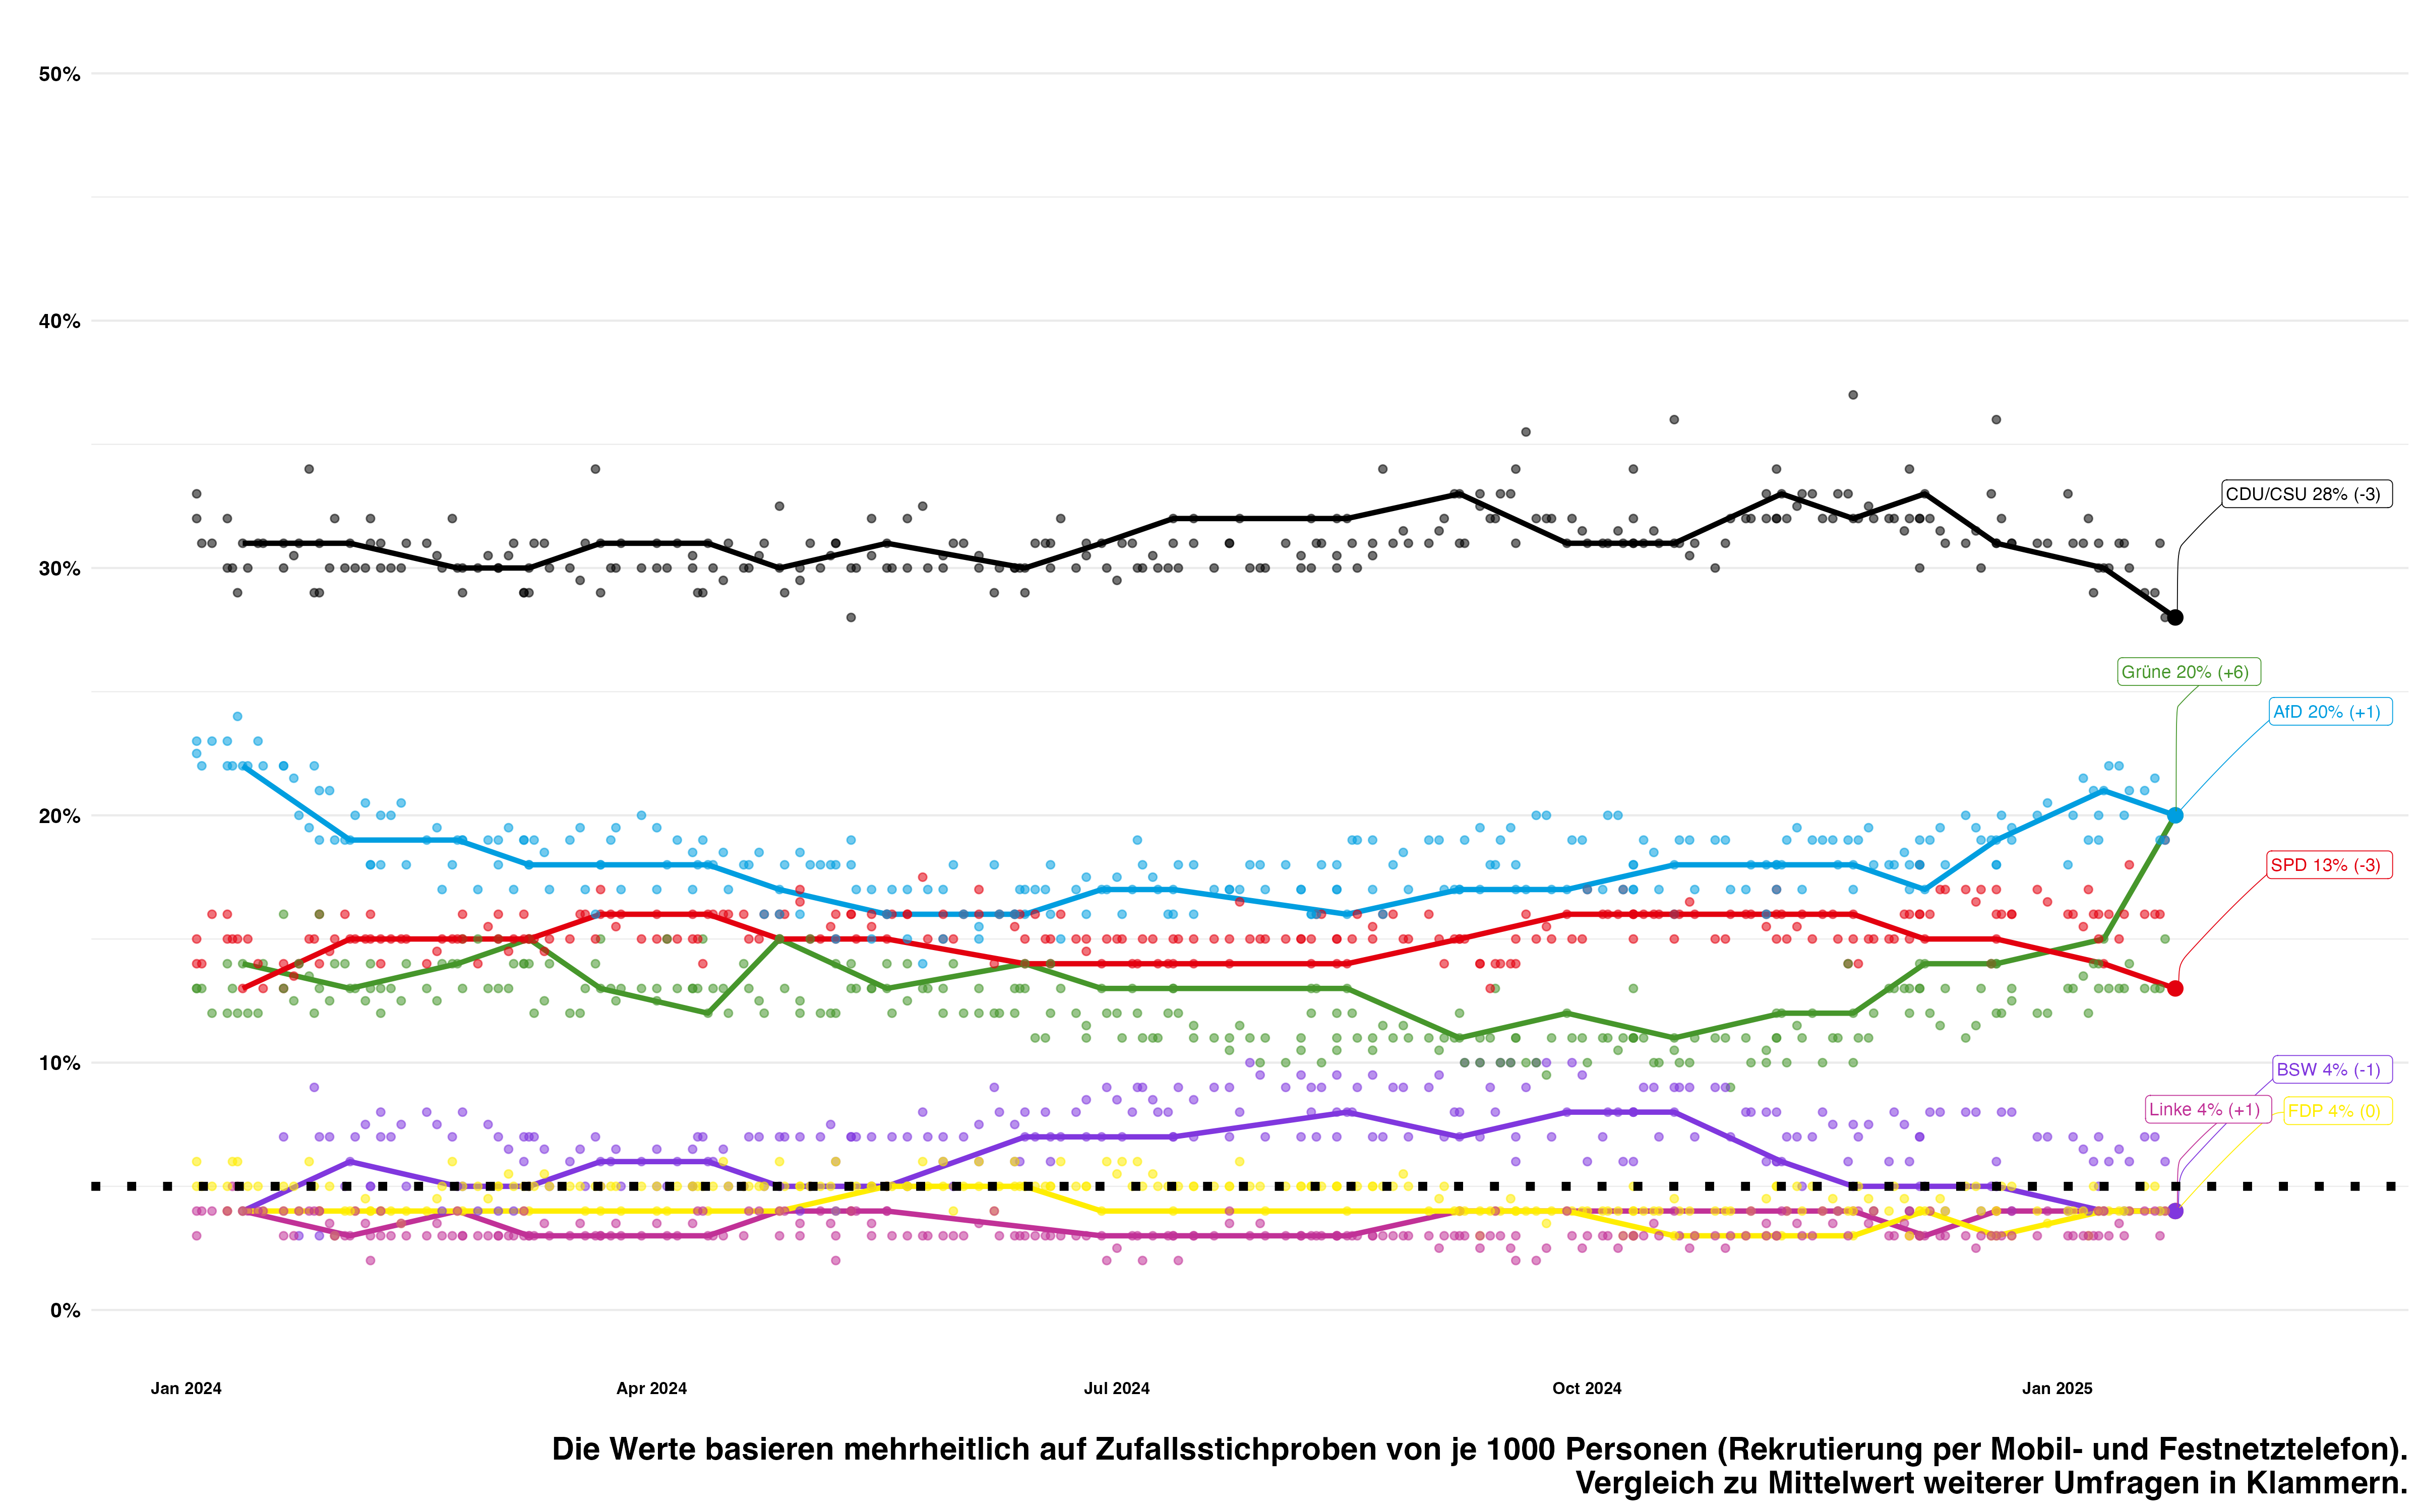 50%
40%
30%
20%
10%
0%
CDU/CSU 28% (-3)
Grüne 20% (+6)
AfD 20% (+1)
SPD 13% (-3)
BSW 4% (-1)
Linke 4% (+1)
FDP 4% (0)
Jan 2024
Apr 2024
Jul 2024
Oct 2024
Jan 2025
Die Werte basieren mehrheitlich auf Zufallsstichproben von je 1000 Personen (Rekrutierung per Mobil- und Festnetztelefon).
Vergleich zu Mittelwert weiterer Umfragen in Klammern.